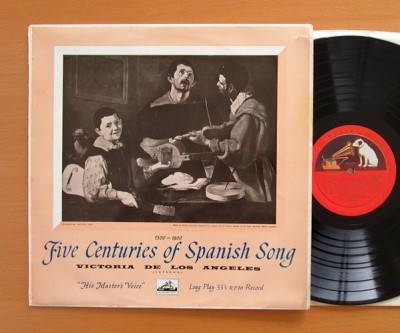 1300-1800
Five Centuries of Spanish Song
VICTORIA DE LOS ANGELES
(SOPRANO)
"His Master's Voice"
Long Play 33⅓ R.P.M Record